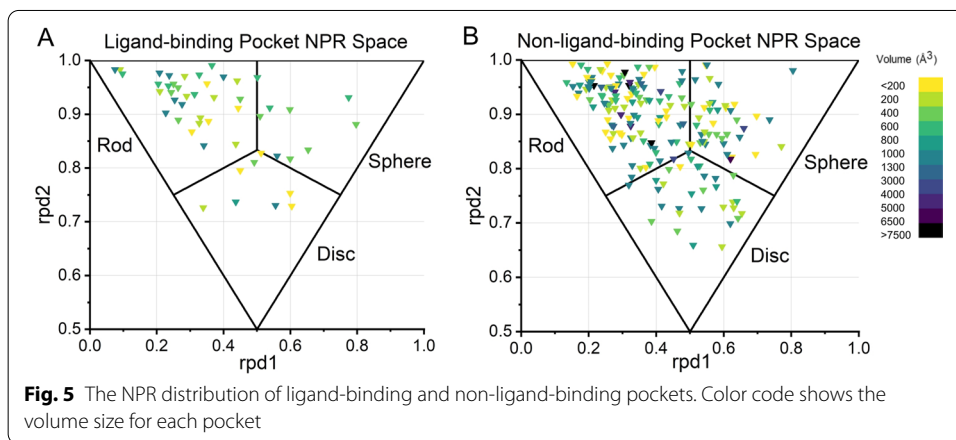 A
Ligand-binding Pocket NPR Space
1.0
0.9
0.8
0.7
0.6
0.5
rpd2
Rod
Sphere
Disc
0.0 0.2 0.4 0.6 0.8 1.0
rpd1
B
Non-ligand-binding Pocket NPR Space
1.0
0.9
0.8
0.7
0.6
0.5
rpd2
Rod
Sphere
Disc
0.0 0.2 0.4 0.6 0.8 1.0
rpd1
Volume (Å3)
<200
200
400
600
800
1300
3000
4000
5000
6500
>7500
Fig. 5 The NPR distribution of ligand-binding and non-ligand-binding pockets. Color code shows the
volume size for each pocket